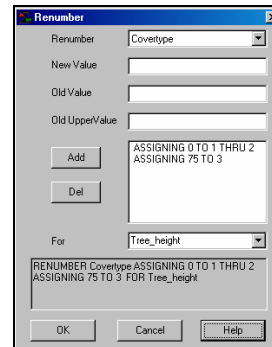 Renumber
Renumber Covertype
New Value
Old Value
Old UpperValue
Add
ASSIGNING 0 TO 1 THRU 2
ASSIGNING 75 TO 3
Del
For Tree_height
RENUMBER Covertype ASSIGNING 0 TO 1 THRU 2
ASSIGNING 75 TO 3 FOR Tree_height
OK Cancel Help